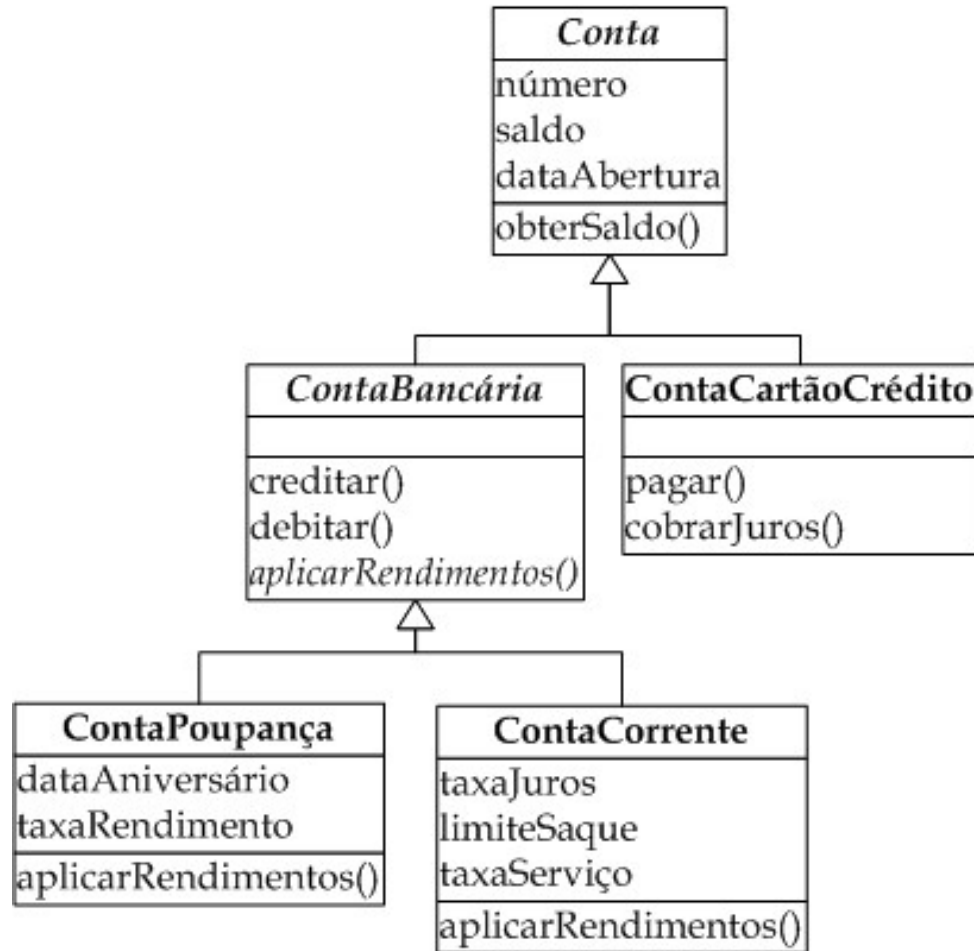 Conta
número
saldo
dataAbertura
obterSaldo()
ContaBancária
creditar()
debitar()
aplicarRendimentos()
ContaCartãoCrédito
pagar()
cobrarJuros()
ContaPoupança
dataAniversário
taxaRendimento
aplicarRendimentos()
ContaCorrente
taxaJuros
limiteSaque
taxaServiço
aplicarRendimentos()